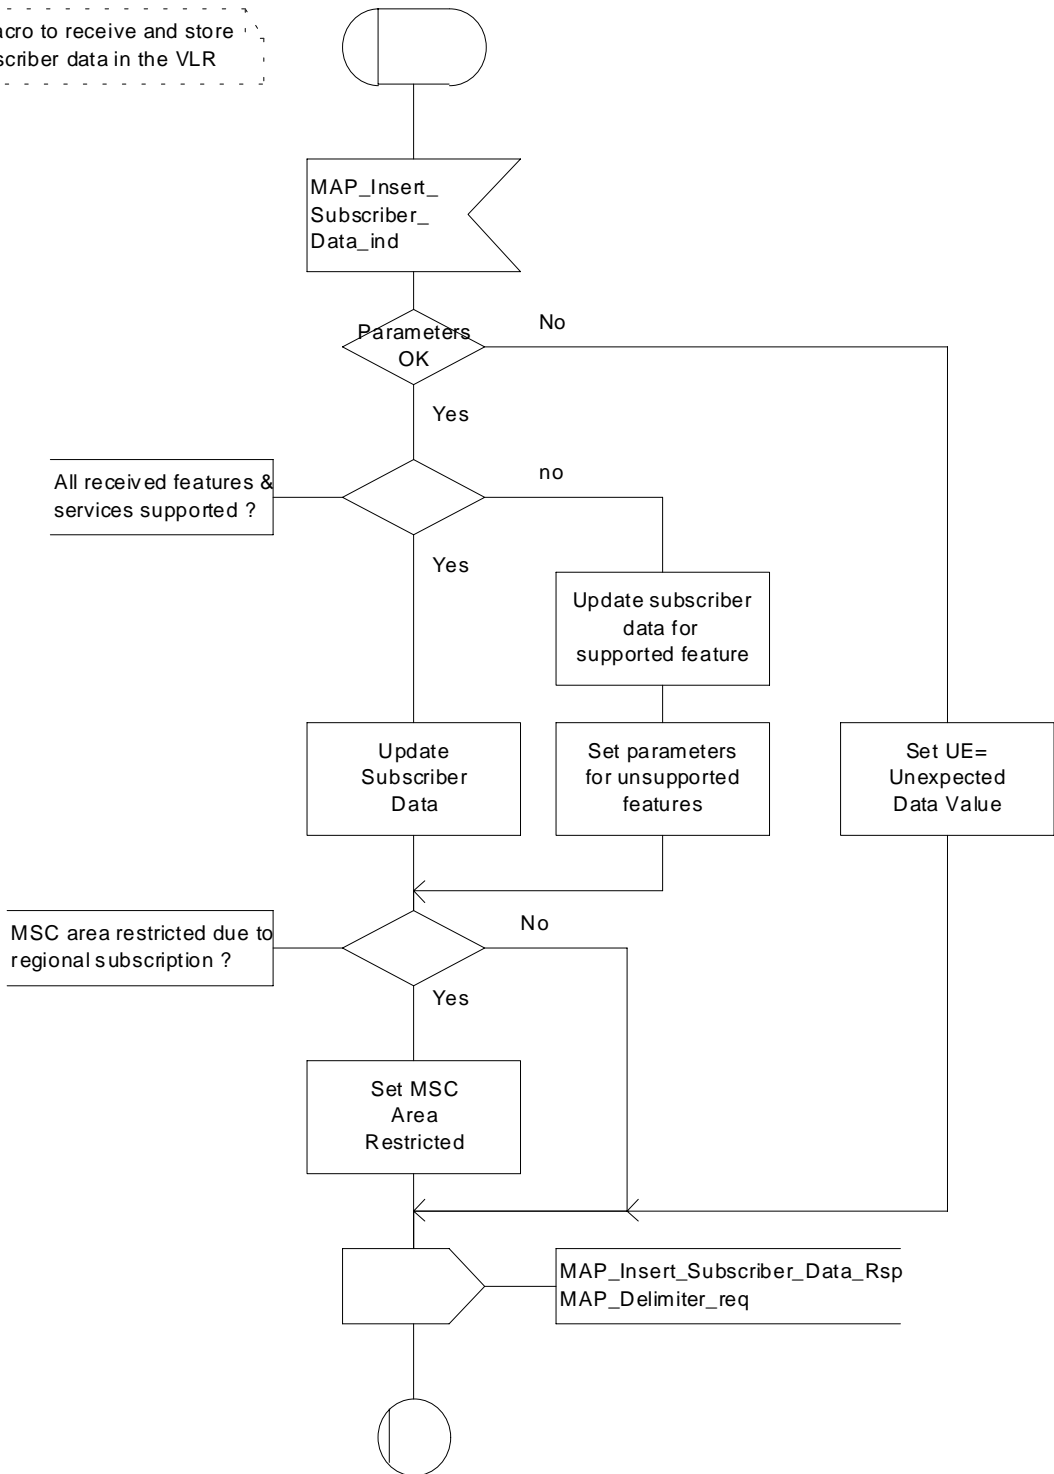 acro to receive and store
scriber data in the VLR
MAP_Insert_
Subscriber_
Data_ind
Parameters
OK
No
Yes
All received features &
services supported ?
no
Yes
Update subscriber
data for
supported feature
Update
Subscriber
Data
Set parameters
for unsupported
features
Set UE=
Unexpected
Data Value
MSC area restricted due to
regional subscription ?
No
Yes
Set MSC
Area
Restricted
MAP_Insert_Subscriber_Data_Rsp
MAP_Delimiter_req